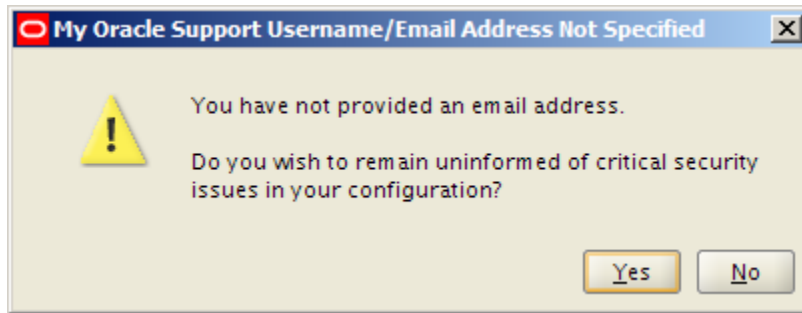 My Oracle Support Username/Email Address Not Specified
You have not provided an email address.
Do you wish to remain uninformed of critical security
issues in your configuration?
Yes
No